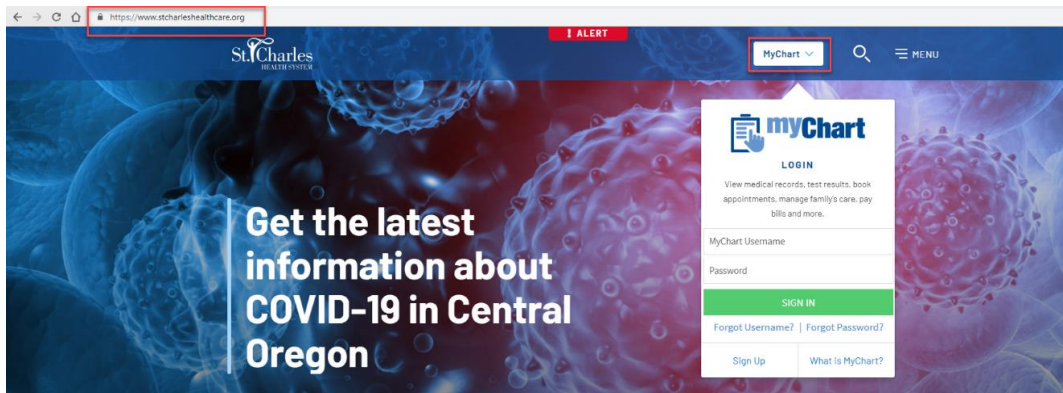 https://www.stcharleshealthcare.org
! ALERT
St. Charles
HEALTH SYSTEM
MyChart
MENU
myChart
LOGIN
View medical records, test results, book
appointments, manage family's care, pay
bills and more.
MyChart Username
Password
SIGN IN
Forgot Username? | Forgot Password?
Sign Up
What is MyChart?
Get the latest
information about
COVID-19 in Central
Oregon